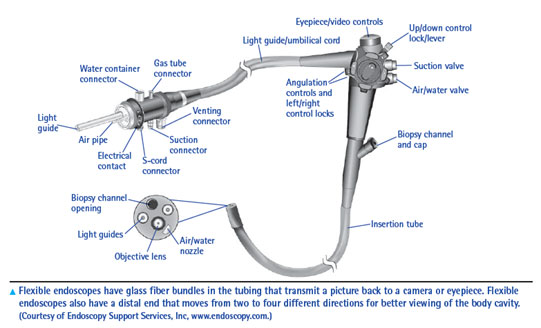 Eyepiece/video controls
Light guide/umbilical cord
Up/down control
lock/lever
Gas tube
connector
Water container
connector
Suction valve
Angulation
controls and
left/right
control locks
Air/water valve
Venting
connector
Light
guide
Air pipe
Suction
connector
Electrical
contact
S-cord
connector
Biopsy channel
and cap
Biopsy channel
opening
Light guides
Insertion tube
Air/water
nozzle
Objective lens
▲ Flexible endoscopes have glass fiber bundles in the tubing that transmit a picture back to a camera or eyepiece. Flexible
endoscopes also have a distal end that moves from two to four different directions for better viewing of the body cavity.
(Courtesy of Endoscopy Support Services, Inc, www.endoscopy.com.)